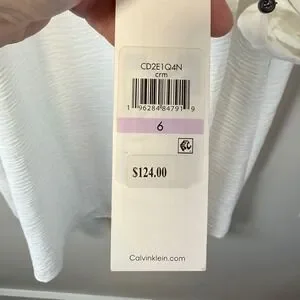 CD2E1Q4N
crm
1 96284 84791 9
6
$124.00
Calvinklein.com